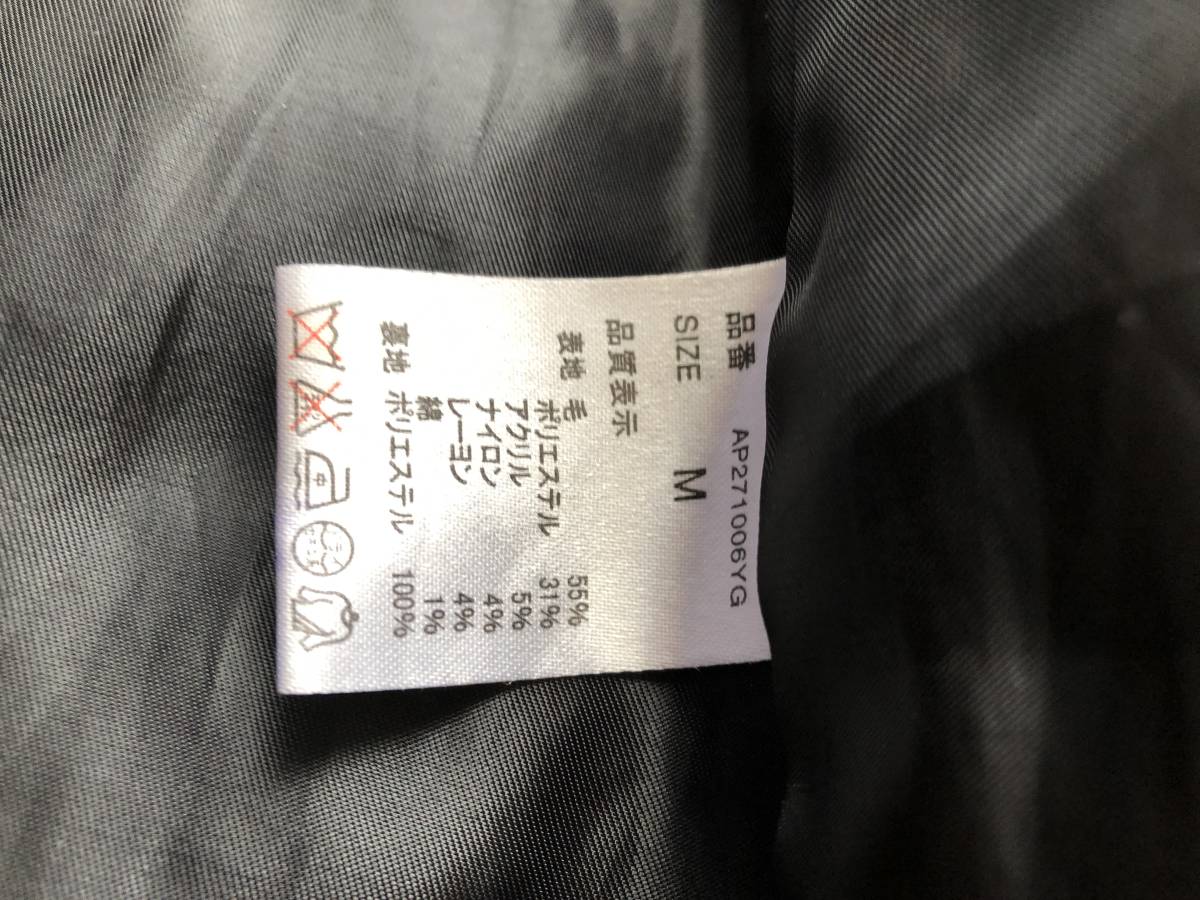 品番 AP271006YG
SIZE M
品質表示
表地 毛 55%
ポリエステル 31%
アクリル 5%
ナイロン 4%
レーヨン 4%
綿 1%
裏地 ポリエステル 100%
中